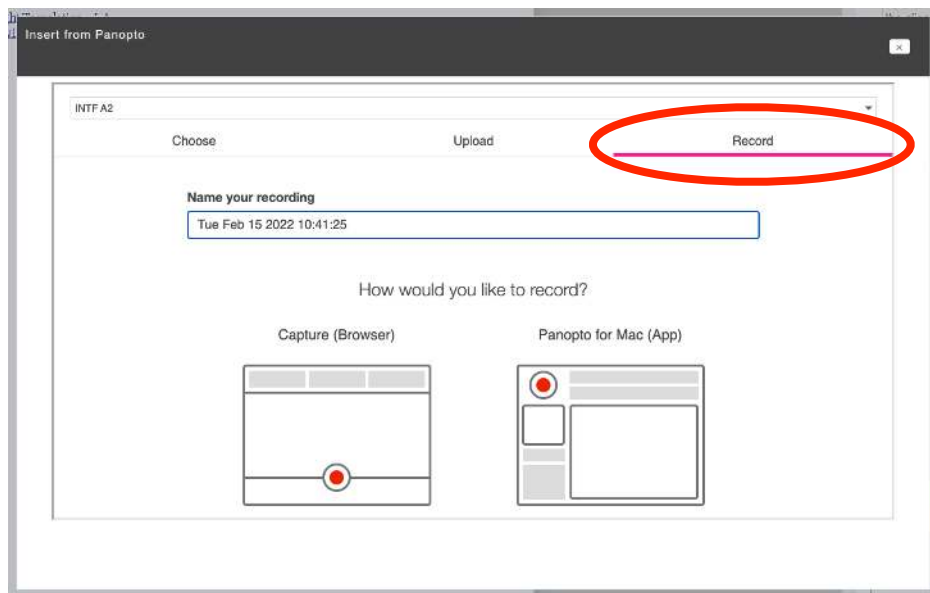 Insert from Panopto
×
INTF A2
Choose Upload Record
Name your recording
Tue Feb 15 2022 10:41:25
How would you like to record?
Capture (Browser) Panopto for Mac (App)